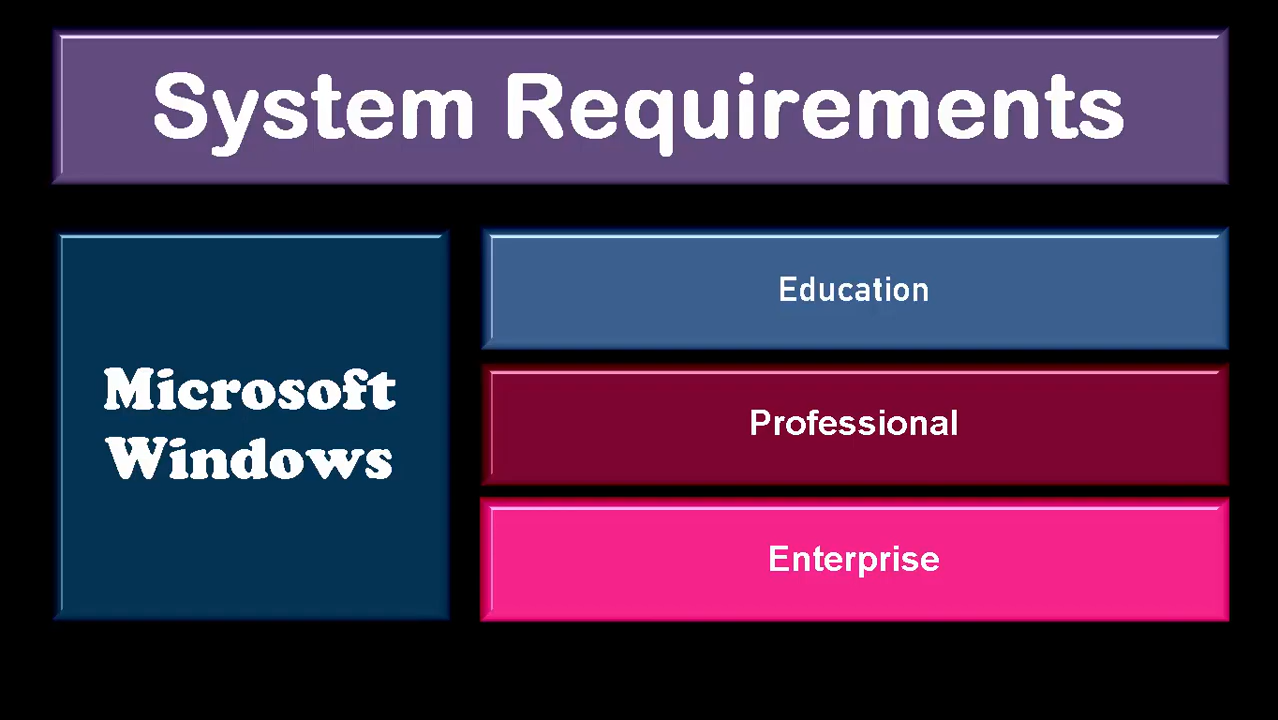 System Requirements
Microsoft
Windows
Education
Professional
Enterprise